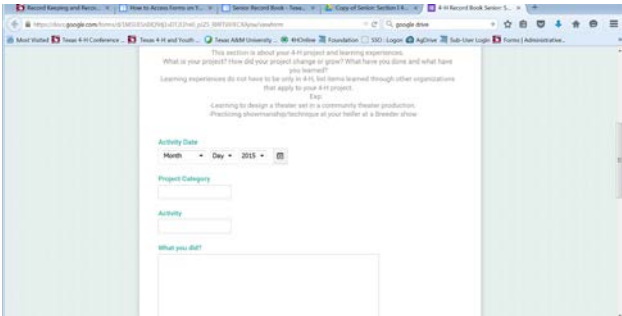 Record Keeping and Recor...
How to Access Forms on T...
Senior Record Book - Texa...
Copy of Senior: Section I 4...
4-H Record Book Senior: S...
google drive
Most Visited
Texas 4-H Conference ...
Texas 4-H and Youth ...
Texas A&M University ...
4HOnline
Foundation
SSO : Logon
AgDrive
Sub-User Login
Forms | Administrative..
This section is about your 4-H project and learning experiences.
What is your project? How did your project change or grow? What have you done and what have
you learned?
Learning experiences do not have to be only in 4-H, list items learned through other organizations
that apply to your 4-H project.
Exp:
-Learning to design a theater set in a community theater production.
-Practicing showmanship/technique at your heifer at a Breeder show
Activity Date
Month
Day
2015
Project Category
Activity
What you did?